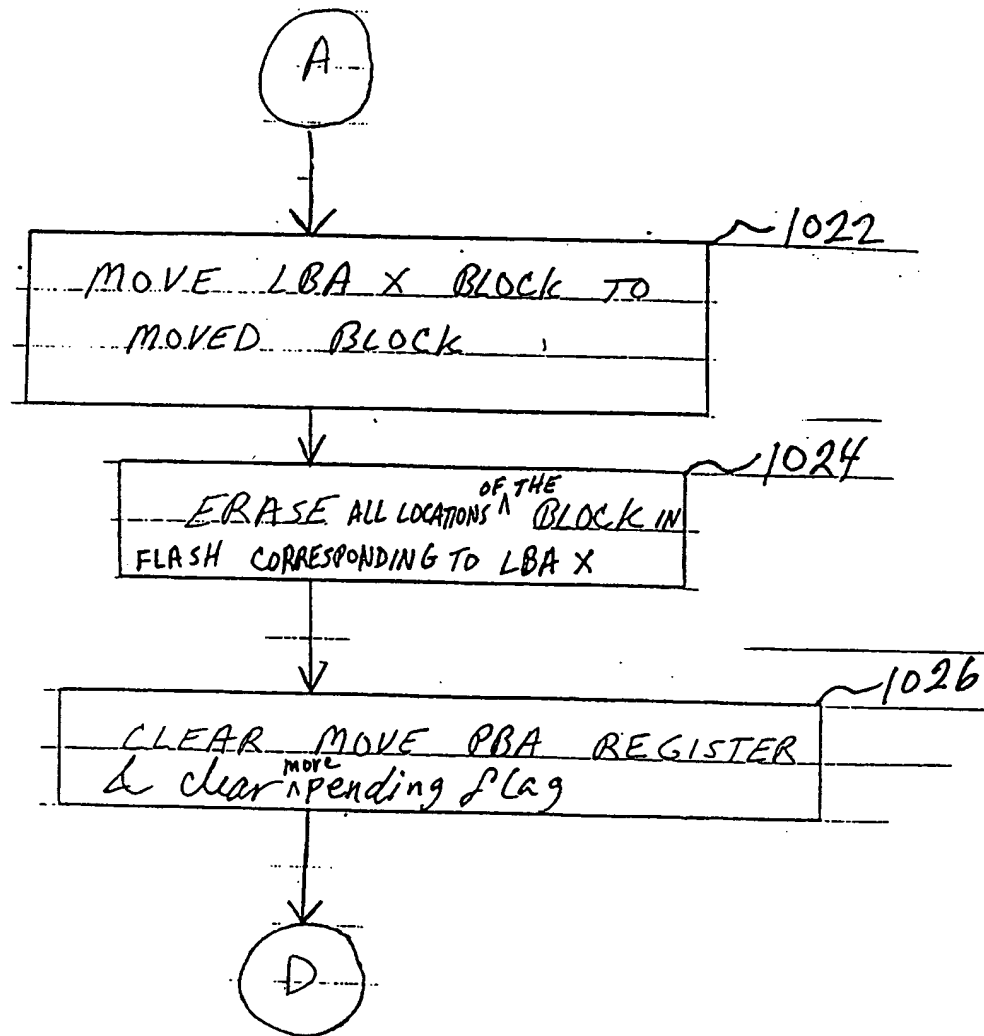 A
1022
MOVE LBA X BLOCK TO
MOVED BLOCK
1024
ERASE ALL LOCATIONS OF THE BLOCK IN
FLASH CORRESPONDING TO LBA X
1026
CLEAR MOVE PBA REGISTER
& clear move pending flag
D